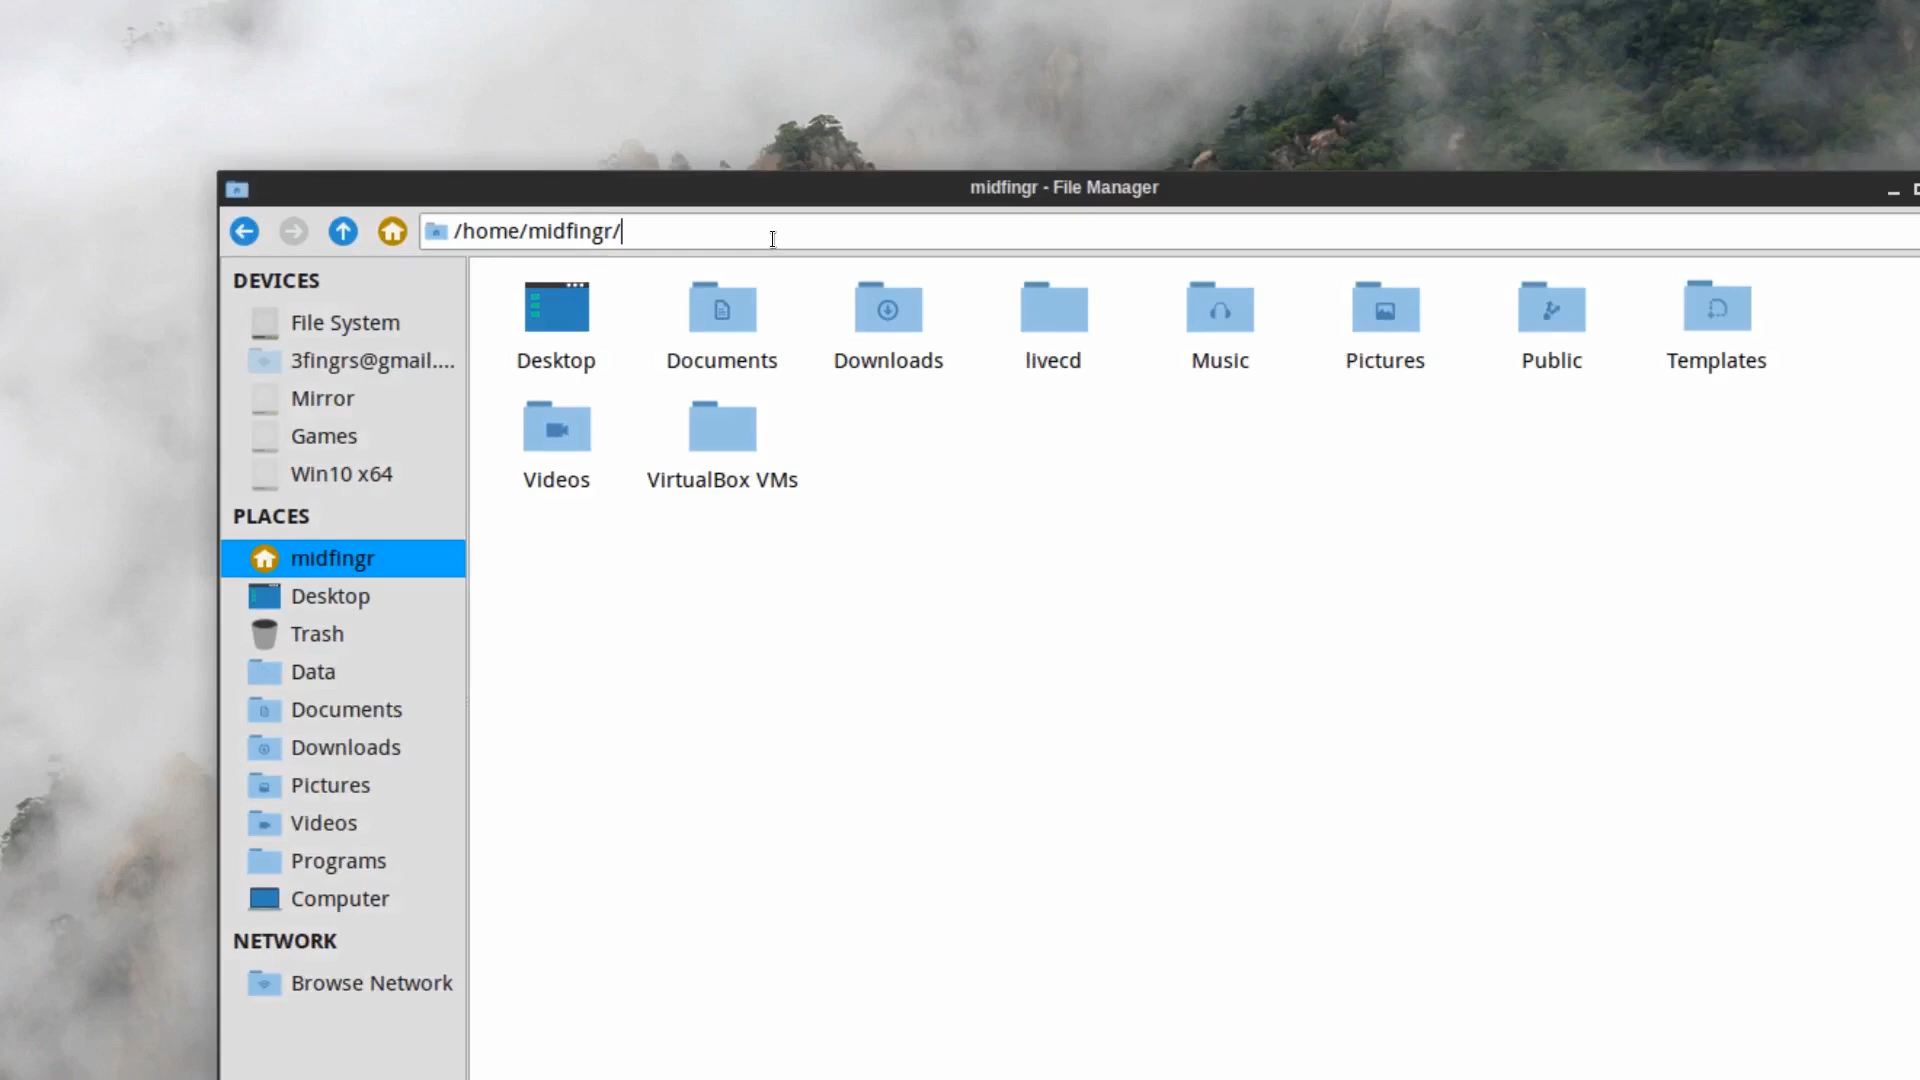 midfingr - File Manager
/home/midfingr/
DEVICES
File System
3fingrs@gmail....
Mirror
Games
Win10 x64
PLACES
midfingr
Desktop
Trash
Data
Documents
Downloads
Pictures
Videos
Programs
Computer
NETWORK
Browse Network
Desktop Documents Downloads livecd Music Pictures Public Templates
Videos VirtualBox VMs